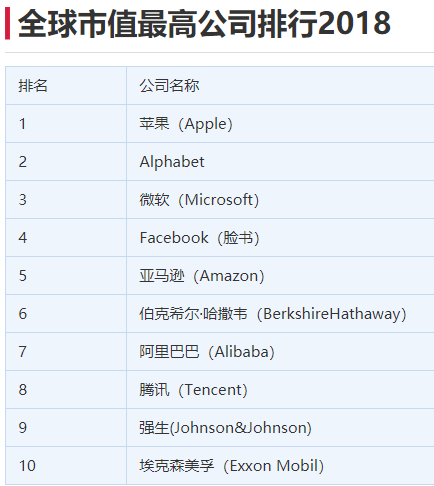 全球市值最高公司排行2018
排名 公司名称
1 苹果（Apple）
2 Alphabet
3 微软（Microsoft）
4 Facebook（脸书）
5 亚马逊（Amazon）
6 伯克希尔·哈撒韦（BerkshireHathaway）
7 阿里巴巴（Alibaba）
8 腾讯（Tencent）
9 强生(Johnson&Johnson)
10 埃克森美孚（Exxon Mobil）